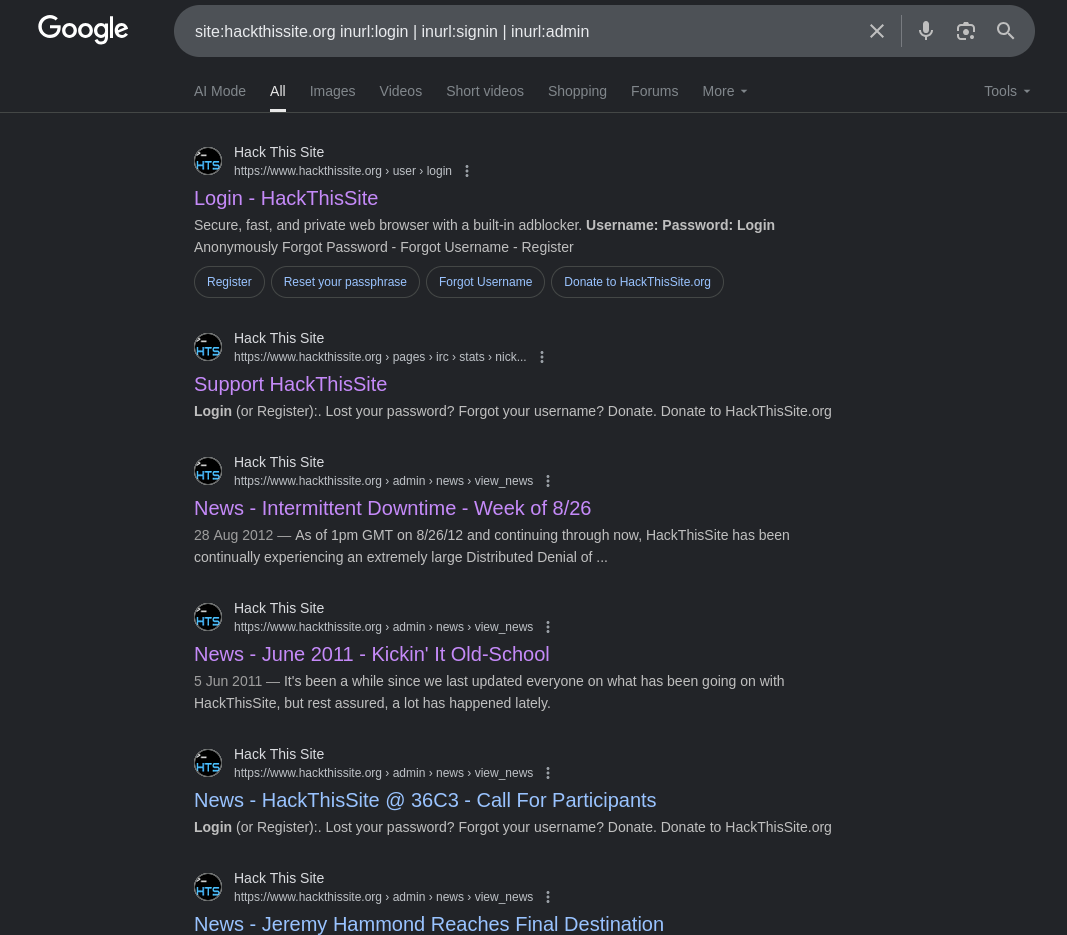 Google
site:hackthissite.org inurl:login | inurl:signin | inurl:admin
AI Mode All Images Videos Short videos Shopping Forums More Tools
HTS
Hack This Site
https://www.hackthissite.org › user › login
Login - HackThisSite
Secure, fast, and private web browser with a built-in adblocker. Username: Password: Login
Anonymously Forgot Password - Forgot Username - Register
Register Reset your passphrase Forgot Username Donate to HackThisSite.org
HTS
Hack This Site
https://www.hackthissite.org › pages › irc › stats › nick...
Support HackThisSite
Login (or Register):. Lost your password? Forgot your username? Donate. Donate to HackThisSite.org
HTS
Hack This Site
https://www.hackthissite.org › admin › news › view_news
News - Intermittent Downtime - Week of 8/26
28 Aug 2012 — As of 1pm GMT on 8/26/12 and continuing through now, HackThisSite has been
continually experiencing an extremely large Distributed Denial of ...
HTS
Hack This Site
https://www.hackthissite.org › admin › news › view_news
News - June 2011 - Kickin' It Old-School
5 Jun 2011 — It's been a while since we last updated everyone on what has been going on with
HackThisSite, but rest assured, a lot has happened lately.
HTS
Hack This Site
https://www.hackthissite.org › admin › news › view_news
News - HackThisSite @ 36C3 - Call For Participants
Login (or Register):. Lost your password? Forgot your username? Donate. Donate to HackThisSite.org
HTS
Hack This Site
https://www.hackthissite.org › admin › news › view_news
News - Jeremy Hammond Reaches Final Destination